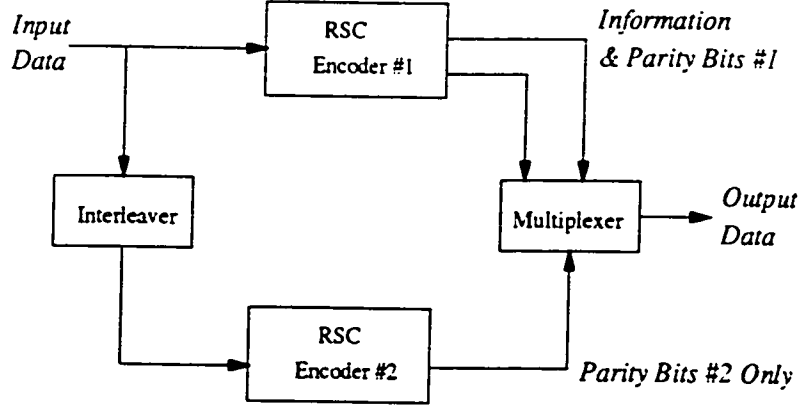 Input
Data
RSC
Encoder #1
Information
& Parity Bits #1
Interleaver
Multiplexer
Output
Data
RSC
Encoder #2
Parity Bits #2 Only